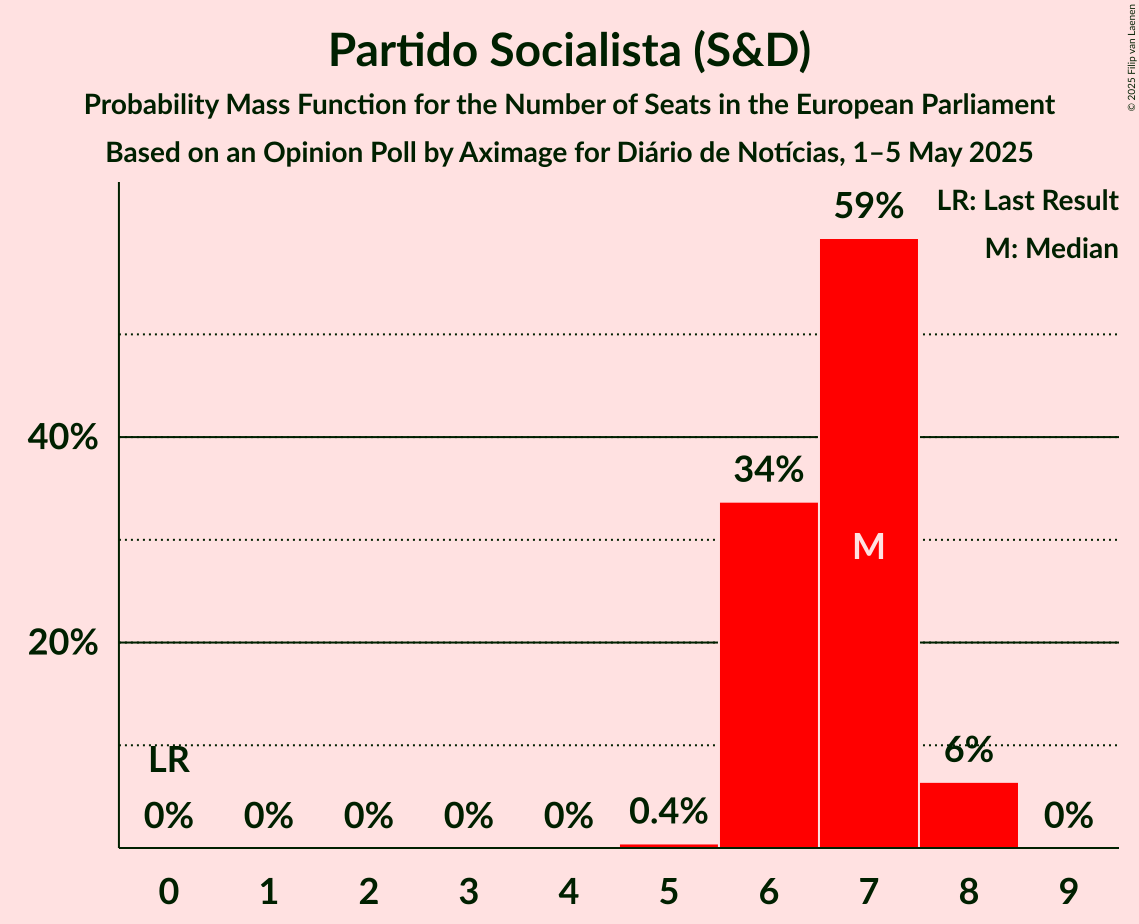 Partido Socialista (S&D)
Probability Mass Function for the Number of Seats in the European Parliament
Based on an Opinion Poll by Aximage for Diário de Notícias, 1–5 May 2025
© 2025 Filip van Laenen
LR: Last Result
M: Median
59%
40%
34%
M
20%
LR
6%
0%
0%
0%
0%
0%
0.4%
0%
0
1
2
3
4
5
6
7
8
9